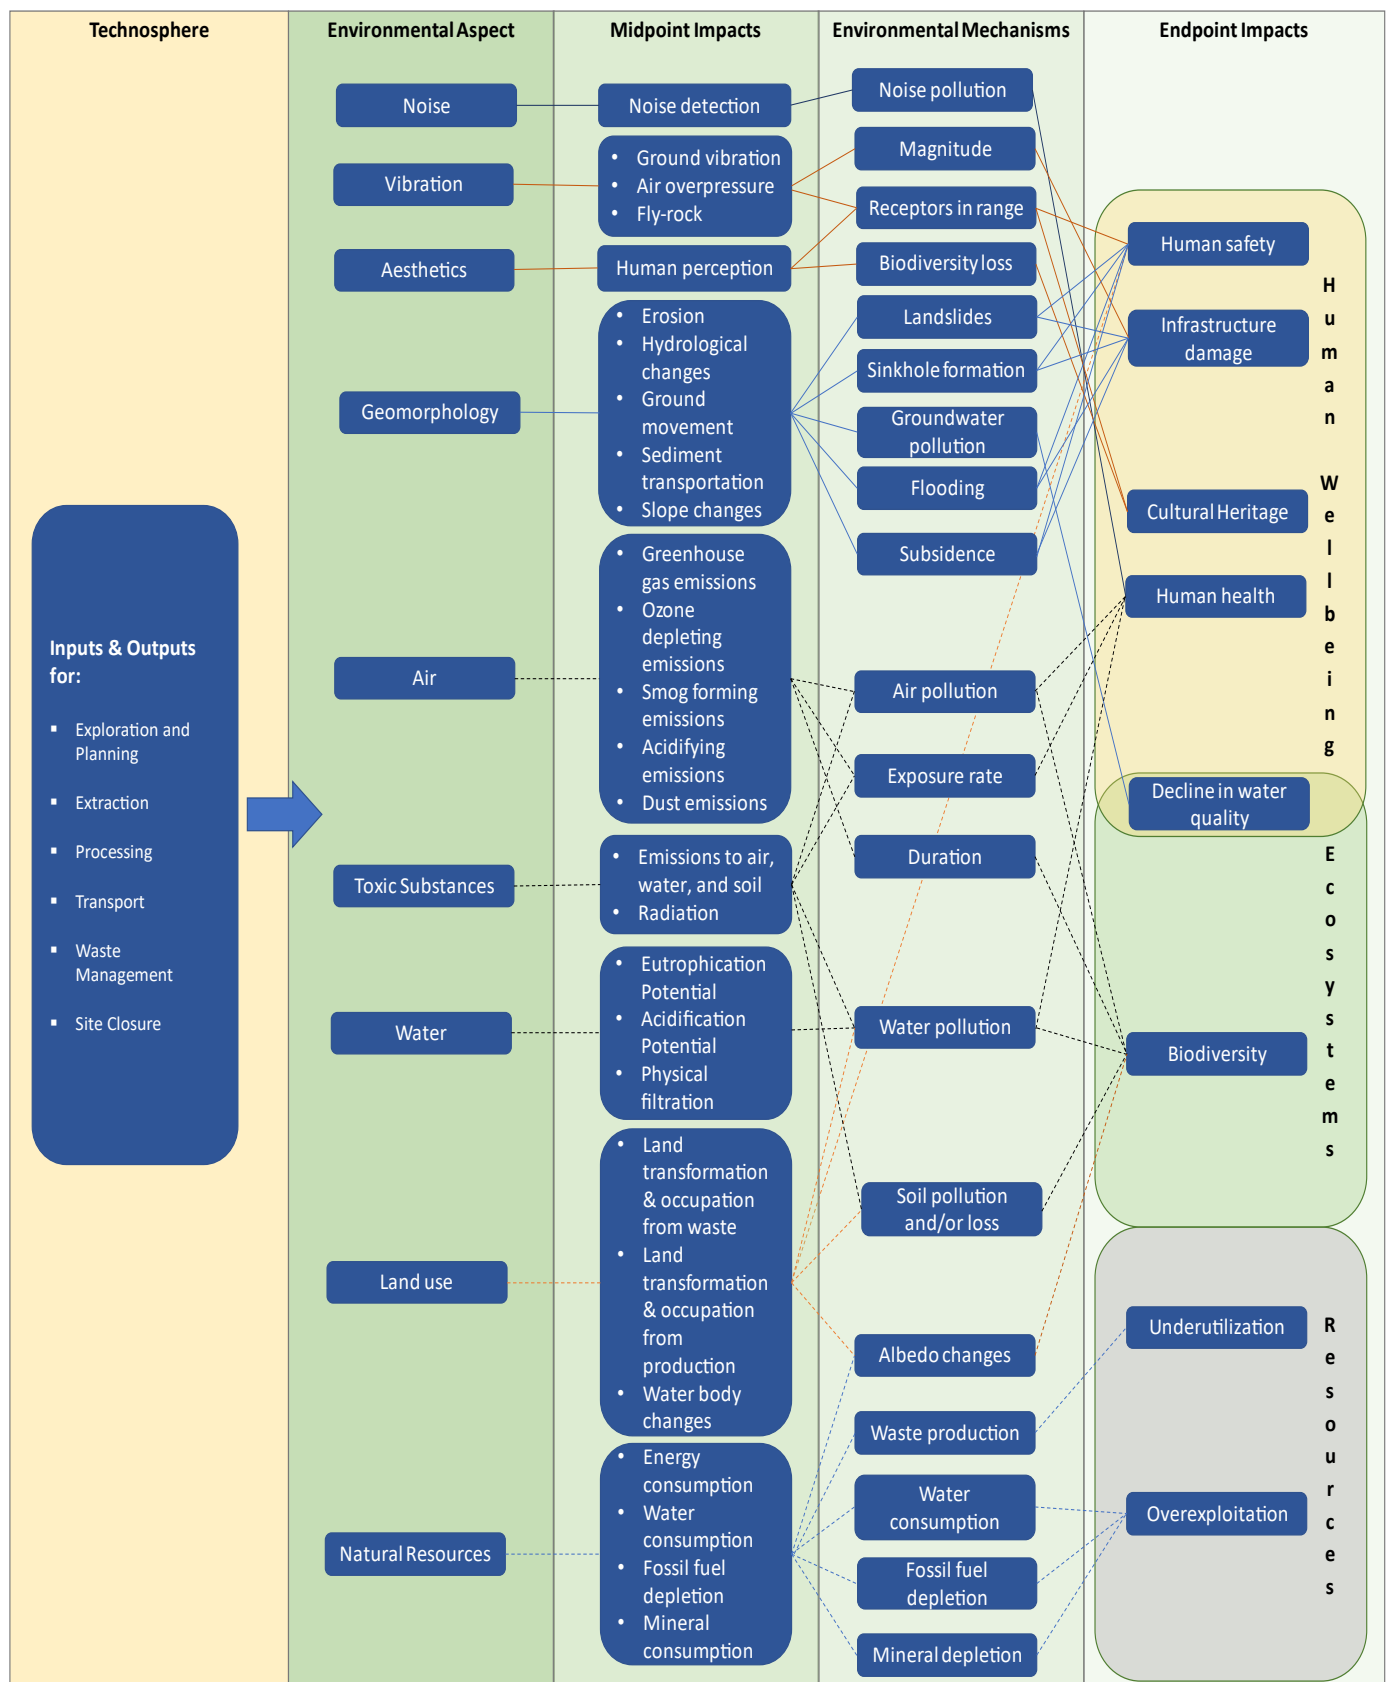 Technosphere
Environmental Aspect
Midpoint Impacts
Environmental Mechanisms
Endpoint Impacts
Inputs & Outputs
for:
▪ Exploration and
Planning
▪ Extraction
▪ Processing
▪ Transport
▪ Waste
Management
▪ Site Closure
Noise
Vibration
Aesthetics
Geomorphology
Air
Toxic Substances
Water
Land use
Natural Resources
Noise detection
• Ground vibration
• Air overpressure
• Fly-rock
Human perception
• Erosion
• Hydrological
changes
• Ground
movement
• Sediment
transportation
• Slope changes
• Greenhouse
gas emissions
• Ozone
depleting
emissions
• Smog forming
emissions
• Acidifying
emissions
• Dust emissions
• Emissions to air,
water, and soil
• Radiation
• Eutrophication
Potential
• Acidification
Potential
• Physical
filtration
• Land
transformation
& occupation
from waste
• Land
transformation
& occupation
from
production
• Water body
changes
• Energy
consumption
• Water
consumption
• Fossil fuel
depletion
• Mineral
consumption
Noise pollution
Magnitude
Receptors in range
Biodiversity loss
Landslides
Sinkhole formation
Groundwater
pollution
Flooding
Subsidence
Air pollution
Exposure rate
Duration
Water pollution
Soil pollution
and/or loss
Albedo changes
Waste production
Water
consumption
Fossil fuel
depletion
Mineral depletion
Human safety
Infrastructure
damage
Cultural Heritage
Human health
Decline in water
quality
Biodiversity
Underutilization
Overexploitation
Human Wellbeing
Ecosystems
Resources